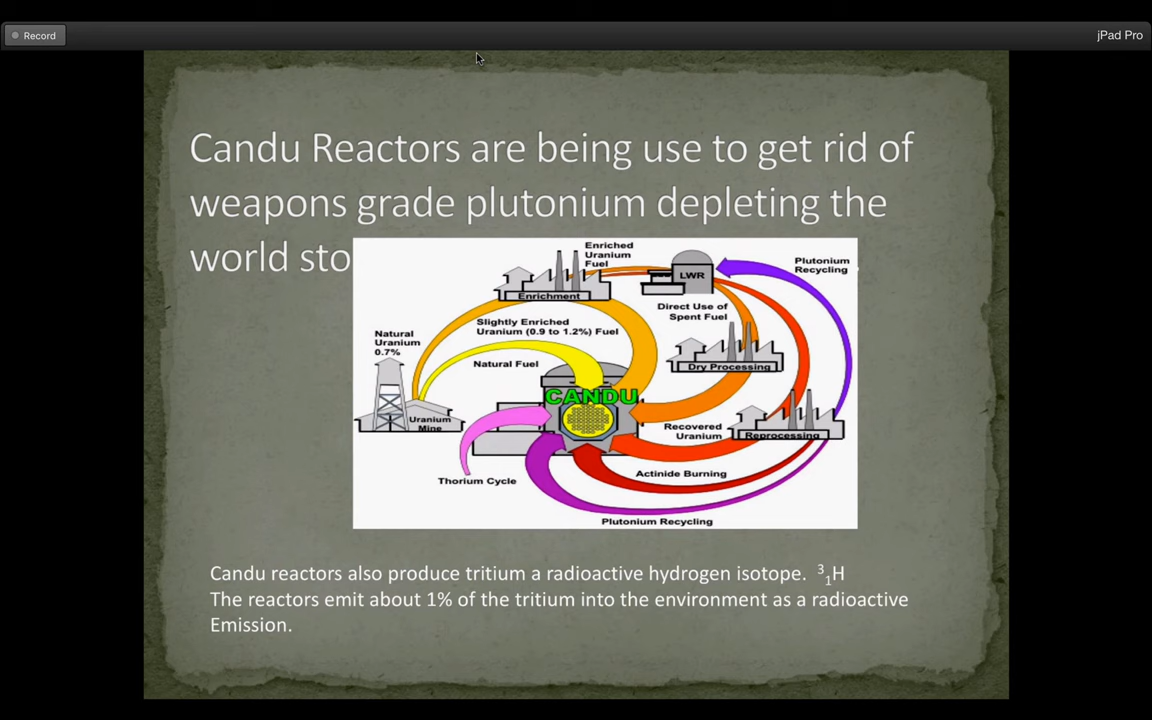 Record
jPad Pro
Candu Reactors are being use to get rid of
weapons grade plutonium depleting the
world sto
Enriched
Uranium
Fuel
Plutonium
Recycling
LWR
Enrichment
Direct Use of
Spent Fuel
Slightly Enriched
Uranium (0.9 to 1.2%) Fuel
Natural
Uranium
0.7%
Natural Fuel
Dry Processing
CANDU
Uranium
Mine
Recovered
Uranium
Reprocessing
Actinide Burning
Thorium Cycle
Plutonium Recycling
Candu reactors also produce tritium a radioactive hydrogen isotope. ³₁H
The reactors emit about 1% of the tritium into the environment as a radioactive
Emission.